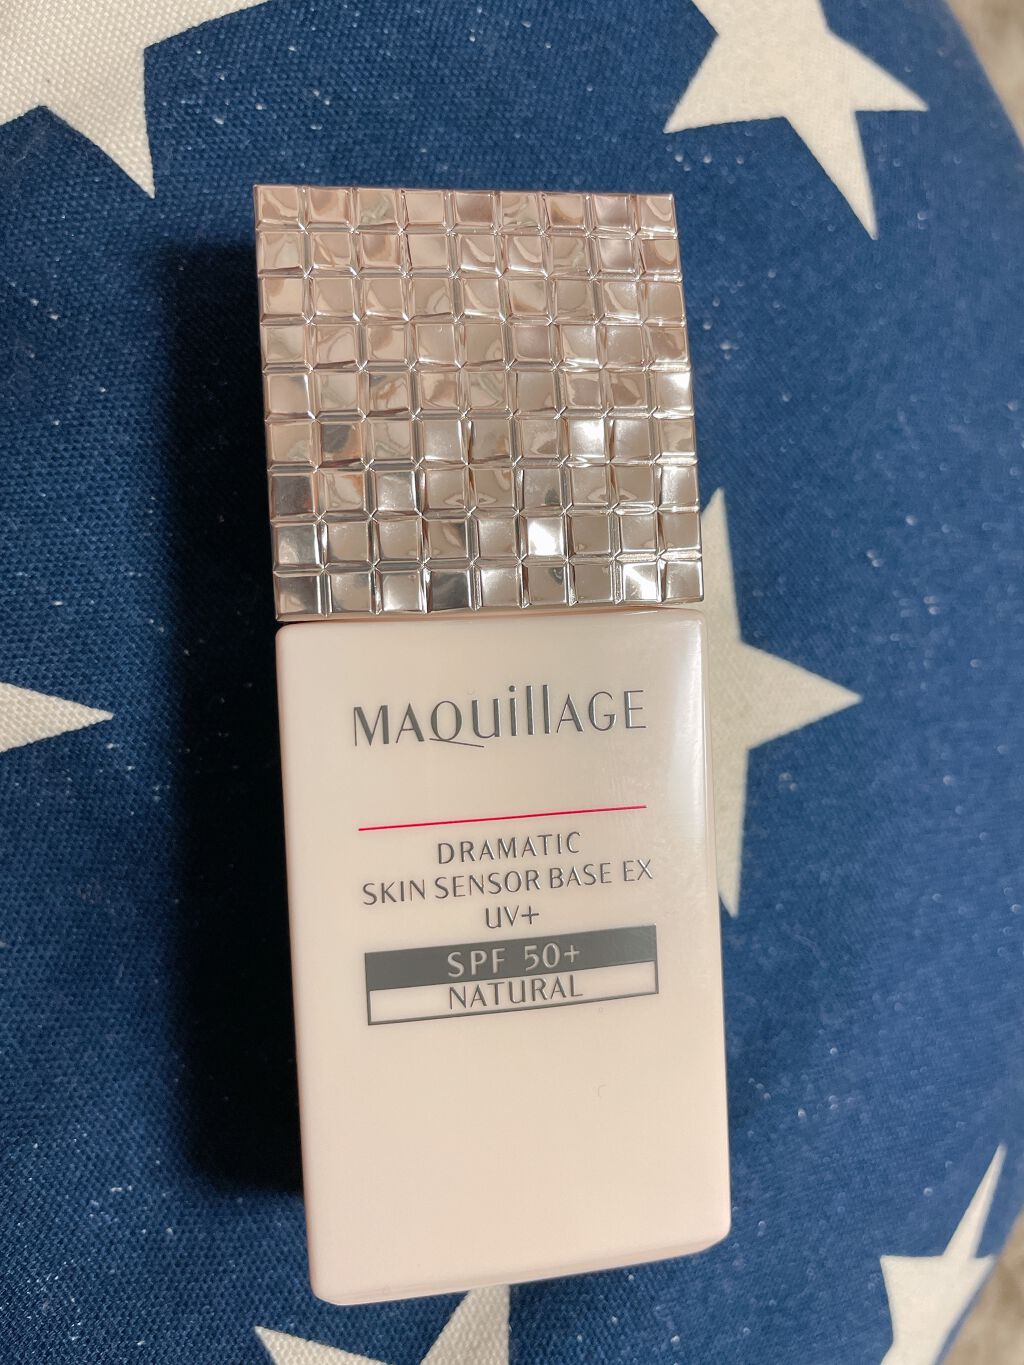 MAQuillAGE
DRAMATIC
SKIN SENSOR BASE EX
UV+
SPF 50+
NATURAL